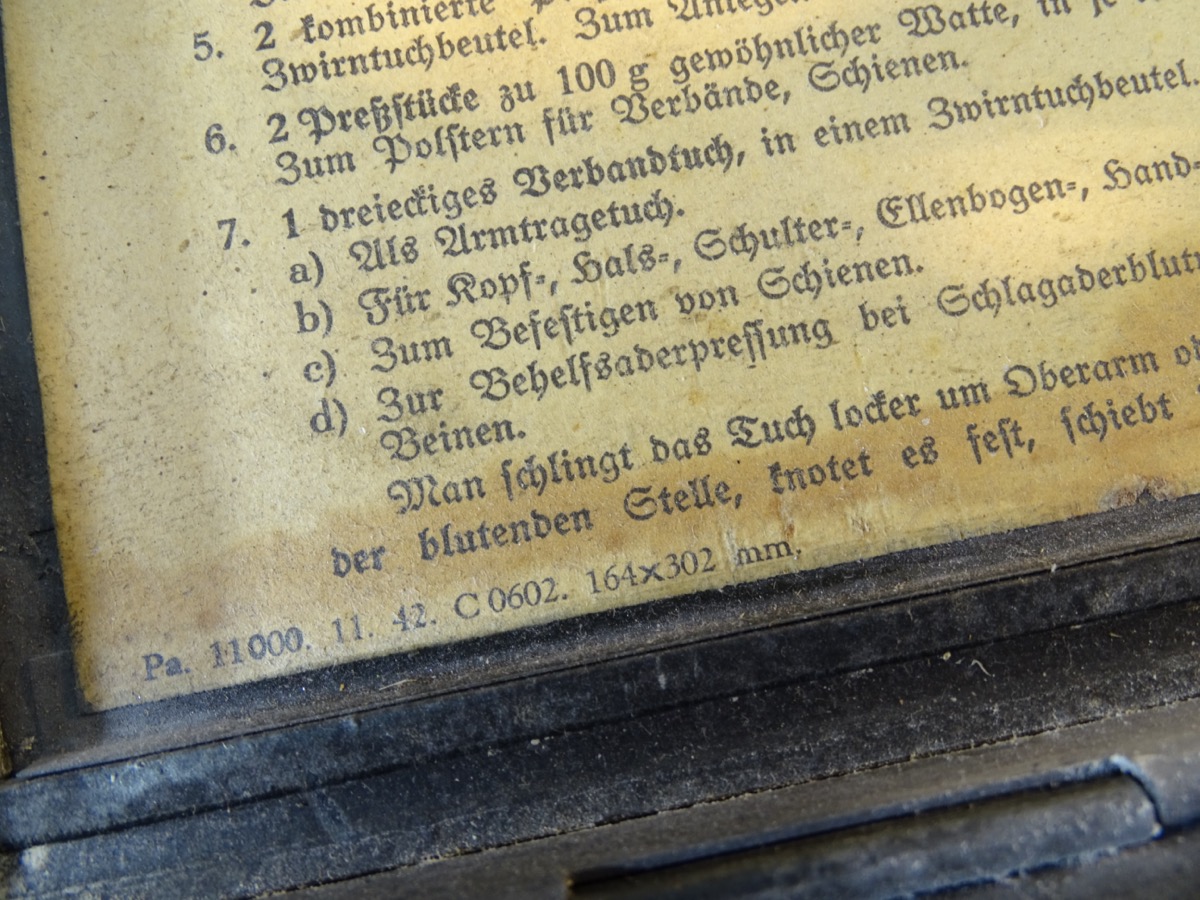 5. 2 kombinierte
Zwirntuchbeutel. Zum
6. 2 Preßstücke zu 100 g gewöhnlicher Watte, in je
Zum Polstern für Verbände, Schienen.
7. 1 dreieckiges Verbandtuch, in einem Zwirntuchbeutel.
a) Als Armtragetuch.
b) Für Kopf-, Hals-, Schulter-, Ellenbogen-, Hand-
c) Zum Befestigen von Schienen.
d) Zur Behelfsaderpressung bei
Beinen.
Man schlingt das Tuch locker um Oberarm
der blutenden Stelle, knotet es fest, schiebt
Pa. 11000. 11. 42. C 0602. 164×302 mm.